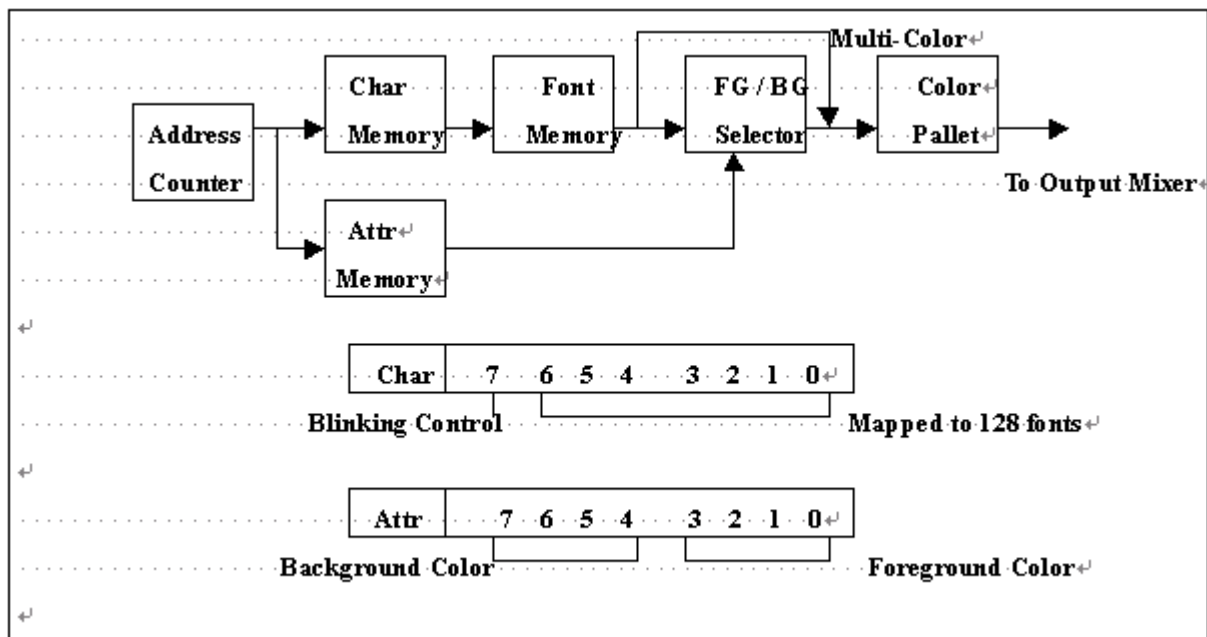 Multi-Color
Char Font FG / BG Color
Address Memory Memory Selector Pallet
Counter To Output Mixer
Attr
Memory
Char 7 6 5 4 3 2 1 0
Blinking Control Mapped to 128 fonts
Attr 7 6 5 4 3 2 1 0
Background Color Foreground Color